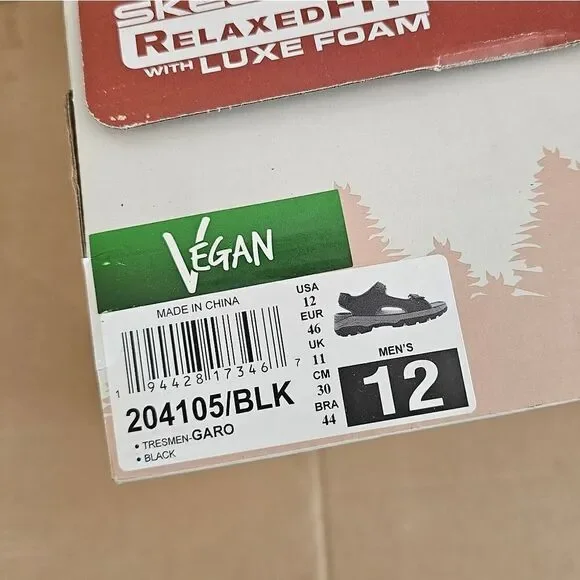 RELAXED FIT
WITH LUXE FOAM
VEGAN
MADE IN CHINA
1 94428 17346 7
204105/BLK
• TRESMEN-GARO
• BLACK
USA
12
EUR
46
UK
11
CM
30
BRA
44
MEN'S
12